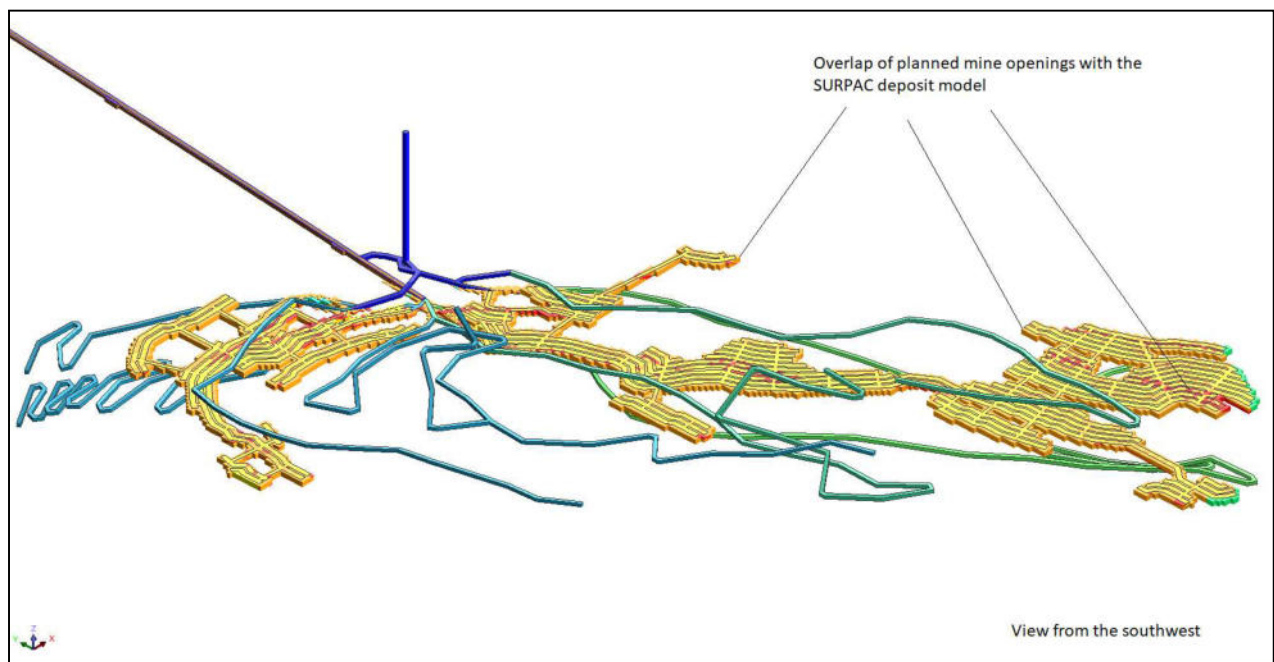 Overlap of planned mine openings with the
SURPAC deposit model
Z
Y
X
View from the southwest